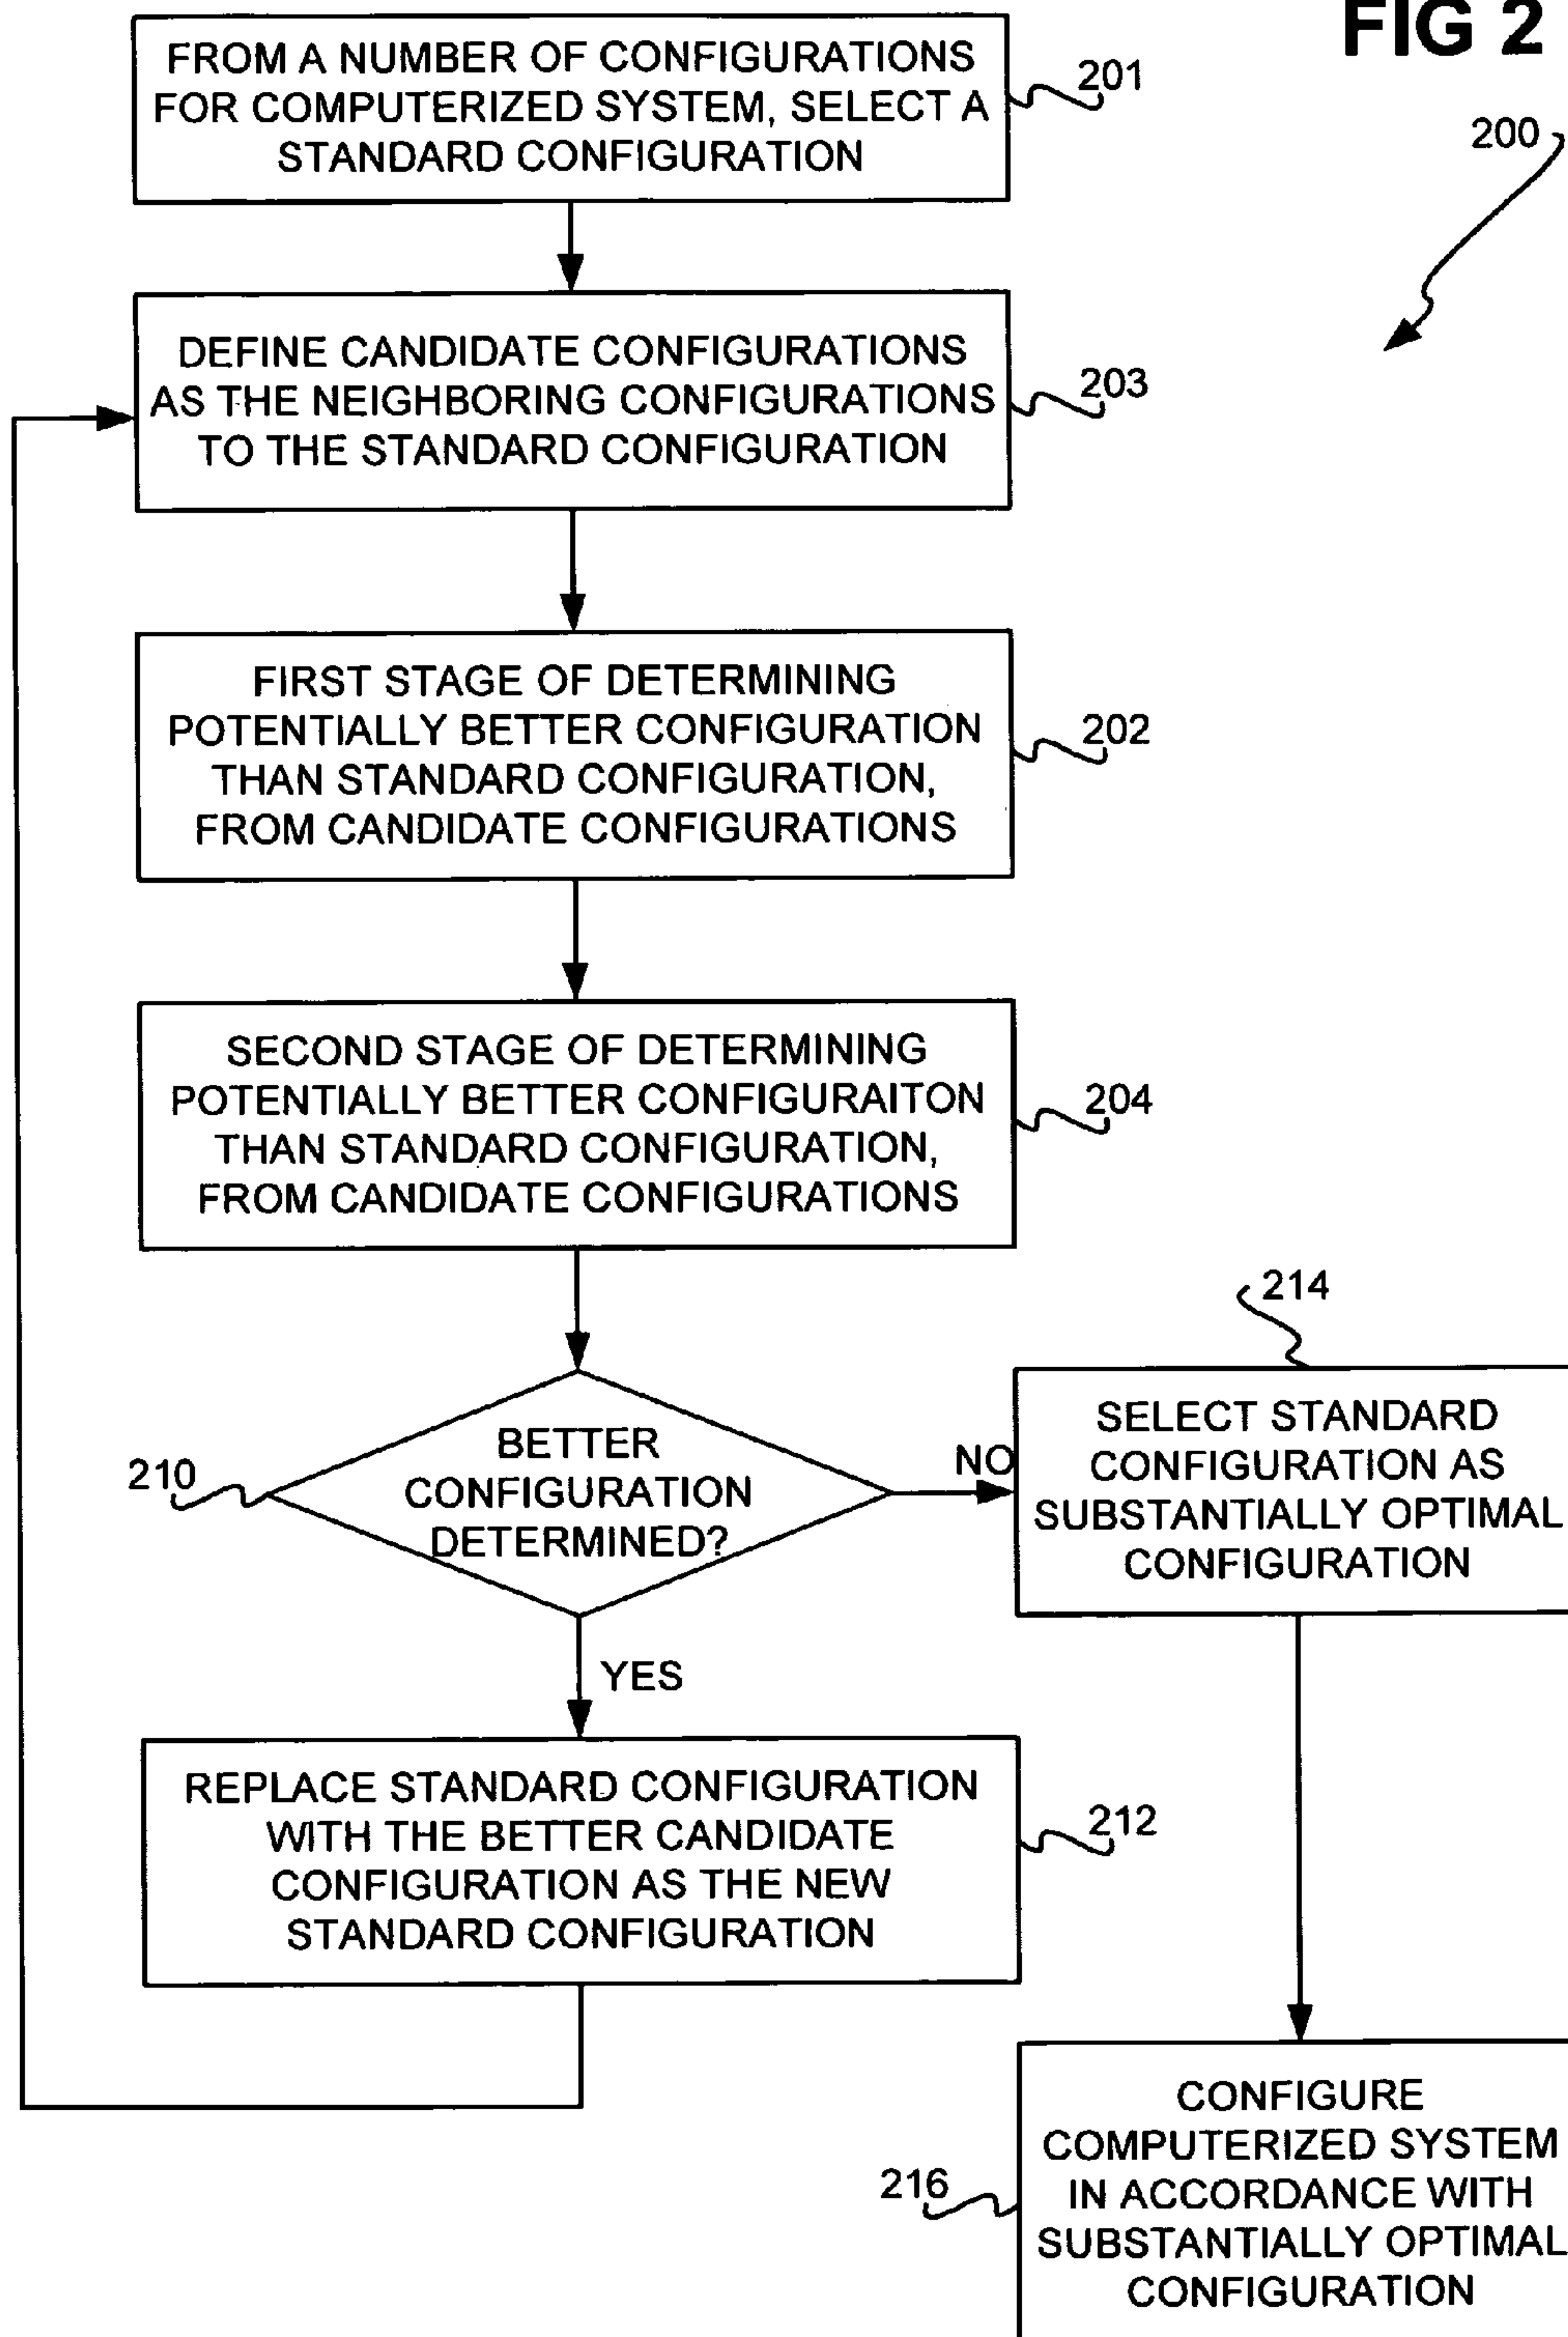 FIG 2
200
FROM A NUMBER OF CONFIGURATIONS
FOR COMPUTERIZED SYSTEM, SELECT A
STANDARD CONFIGURATION
201
DEFINE CANDIDATE CONFIGURATIONS
AS THE NEIGHBORING CONFIGURATIONS
TO THE STANDARD CONFIGURATION
203
FIRST STAGE OF DETERMINING
POTENTIALLY BETTER CONFIGURATION
THAN STANDARD CONFIGURATION,
FROM CANDIDATE CONFIGURATIONS
202
SECOND STAGE OF DETERMINING
POTENTIALLY BETTER CONFIGURAITON
THAN STANDARD CONFIGURATION,
FROM CANDIDATE CONFIGURATIONS
204
BETTER
CONFIGURATION
DETERMINED?
210
NO
214
SELECT STANDARD
CONFIGURATION AS
SUBSTANTIALLY OPTIMAL
CONFIGURATION
YES
REPLACE STANDARD CONFIGURATION
WITH THE BETTER CANDIDATE
CONFIGURATION AS THE NEW
STANDARD CONFIGURATION
212
CONFIGURE
COMPUTERIZED SYSTEM
IN ACCORDANCE WITH
SUBSTANTIALLY OPTIMAL
CONFIGURATION
216